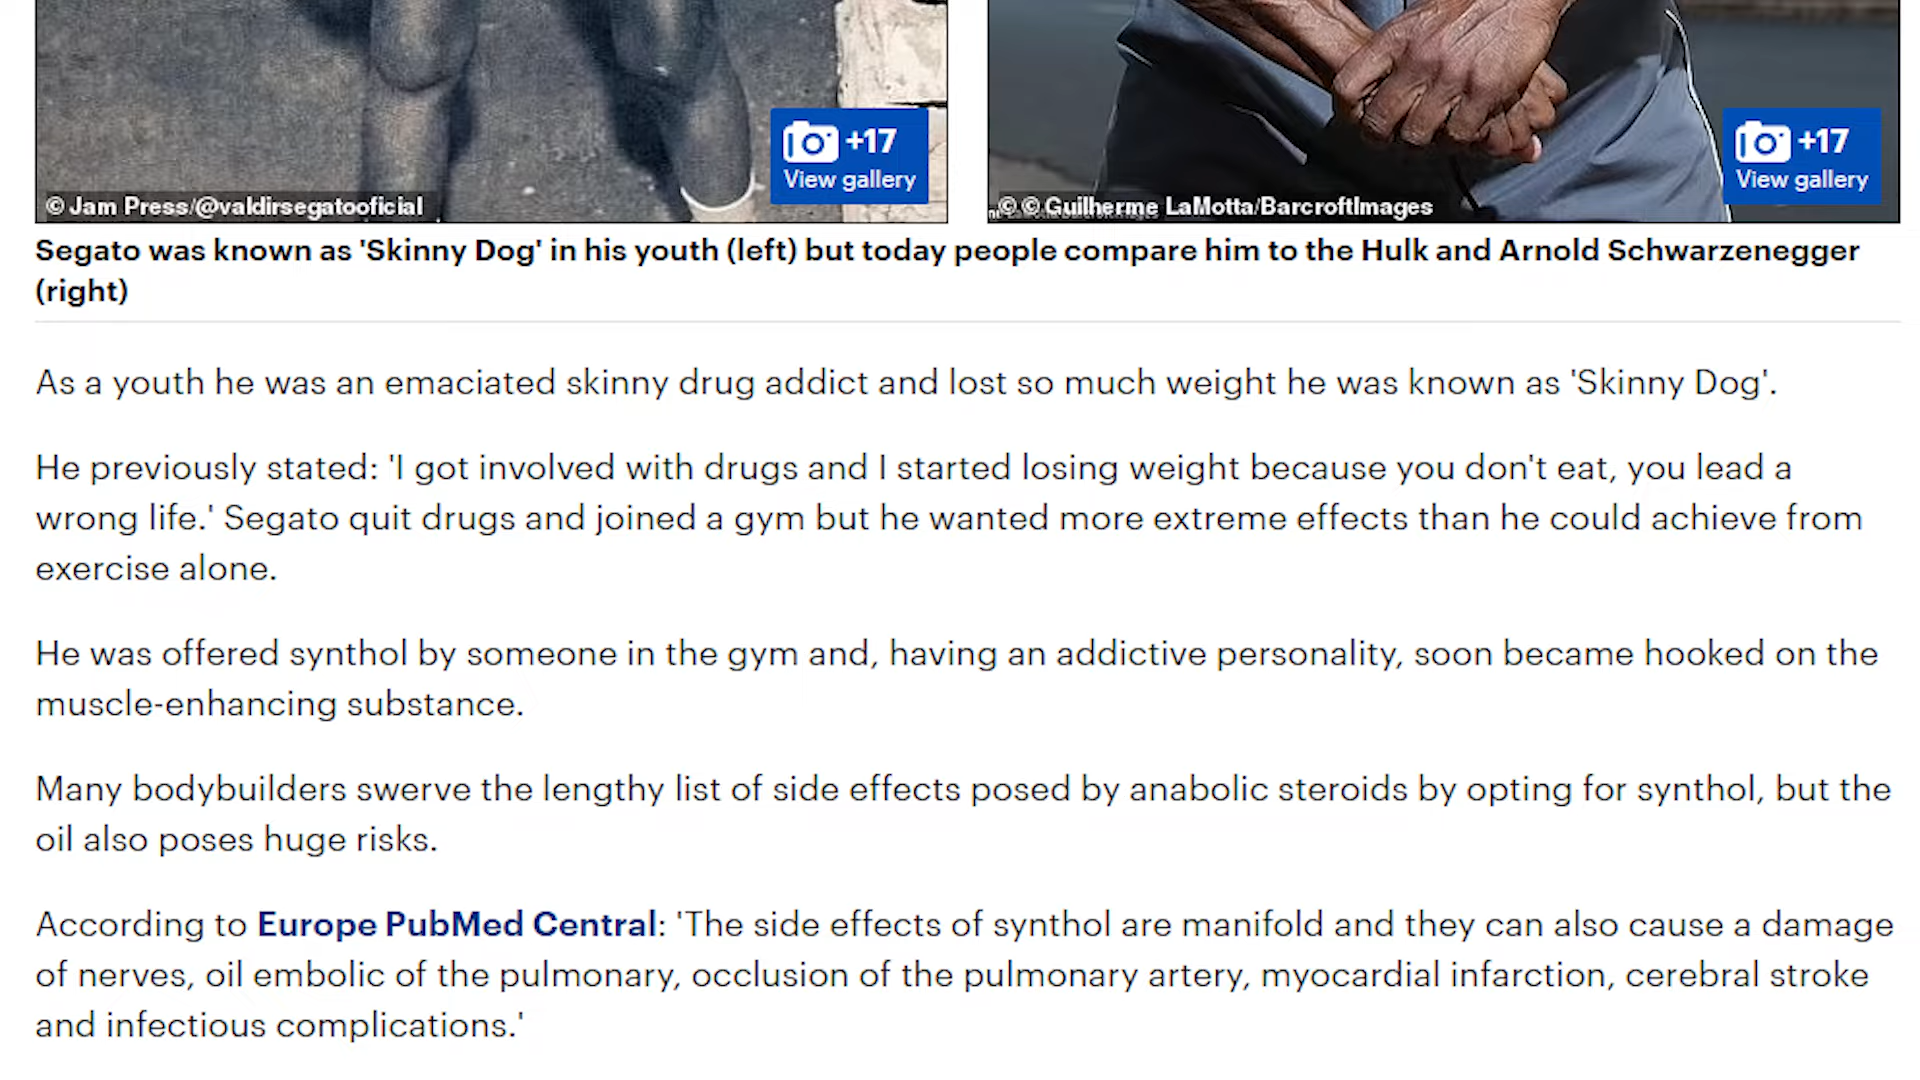 +17
View gallery
© Jam Press/@valdirsegatooficial
+17
View gallery
© © Guilherme LaMotta/BarcroftImages
Segato was known as 'Skinny Dog' in his youth (left) but today people compare him to the Hulk and Arnold Schwarzenegger
(right)
As a youth he was an emaciated skinny drug addict and lost so much weight he was known as 'Skinny Dog'.
He previously stated: 'I got involved with drugs and I started losing weight because you don't eat, you lead a
wrong life.' Segato quit drugs and joined a gym but he wanted more extreme effects than he could achieve from
exercise alone.
He was offered synthol by someone in the gym and, having an addictive personality, soon became hooked on the
muscle-enhancing substance.
Many bodybuilders swerve the lengthy list of side effects posed by anabolic steroids by opting for synthol, but the
oil also poses huge risks.
According to Europe PubMed Central: 'The side effects of synthol are manifold and they can also cause a damage
of nerves, oil embolic of the pulmonary, occlusion of the pulmonary artery, myocardial infarction, cerebral stroke
and infectious complications.'